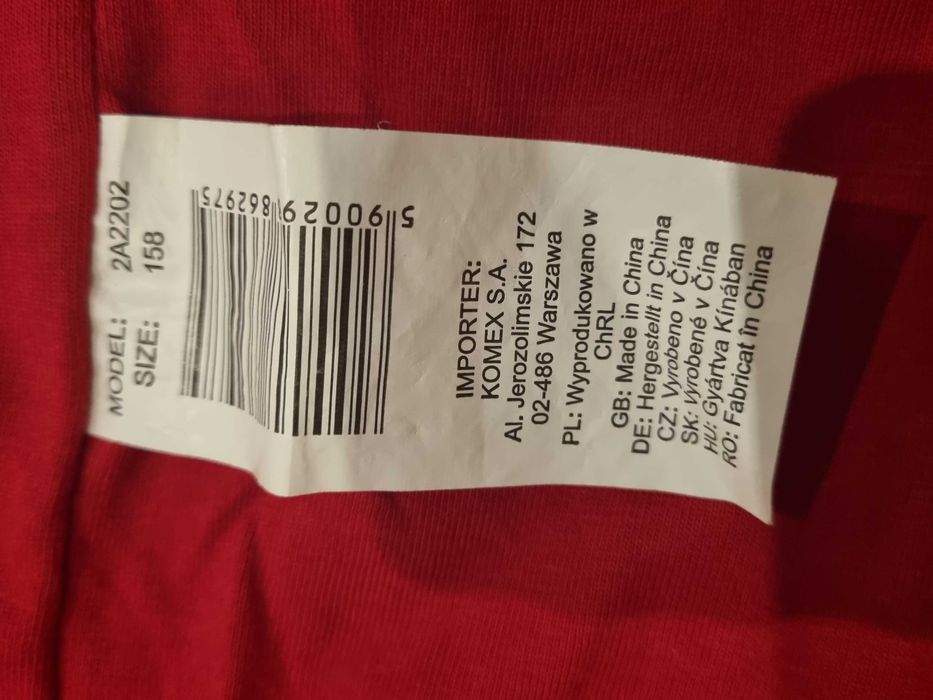 MODEL: 2A2202
SIZE: 158
5 900029 862975
IMPORTER:
KOMEX S.A.
Al. Jerozolimskie 172
02-486 Warszawa
PL: Wyprodukowano w
ChRL
GB: Made in China
DE: Hergestellt in China
CZ: Vyrobeno v Čína
SK: Vyrobené v Čína
HU: Gyártva Kínában
RO: Fabricat în China